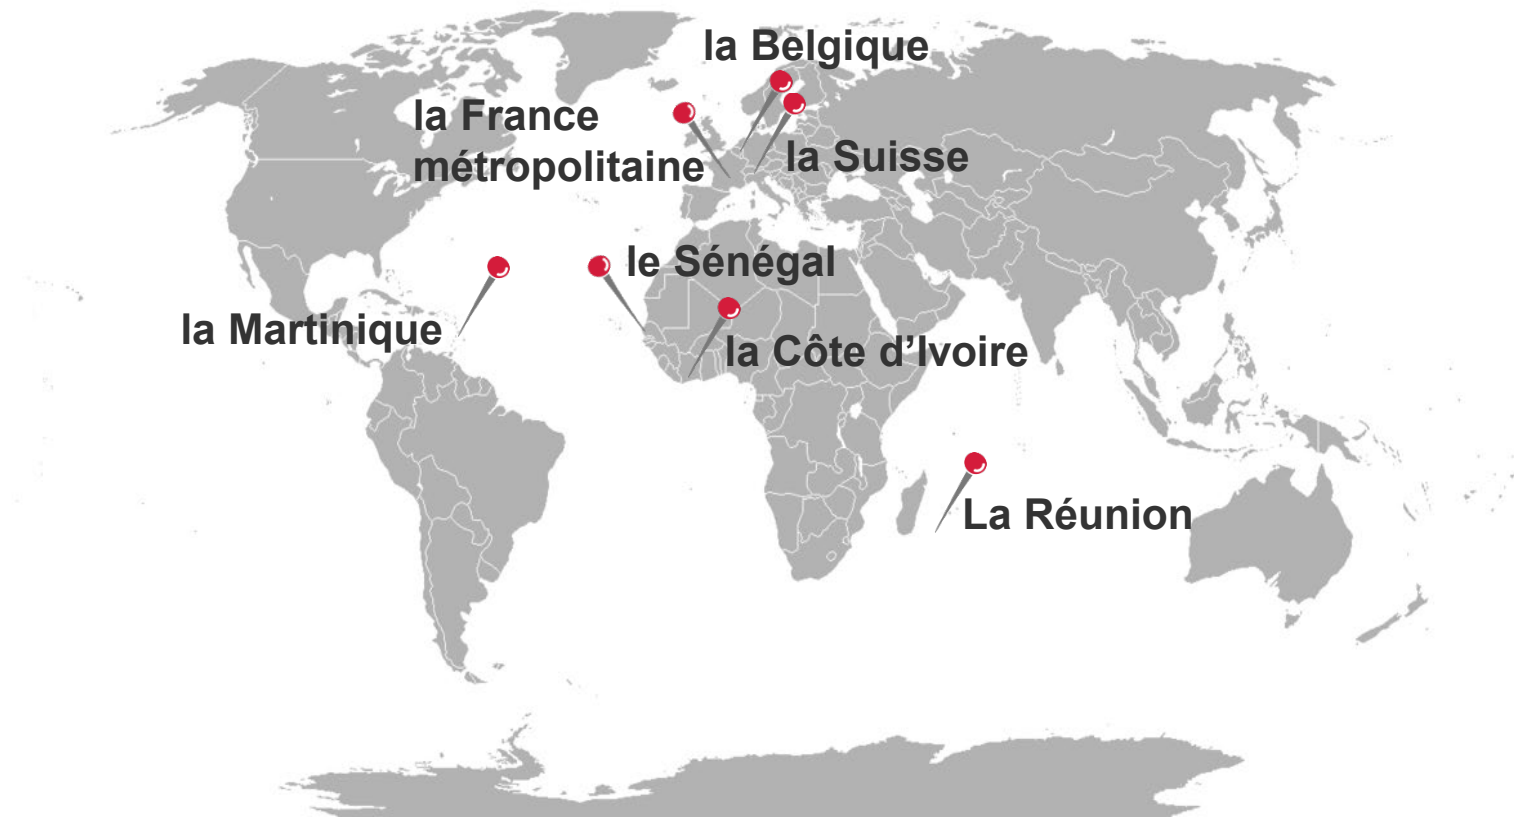 la Belgique
la France
métropolitaine
la Suisse
le Sénégal
la Martinique
la Côte d’Ivoire
La Réunion